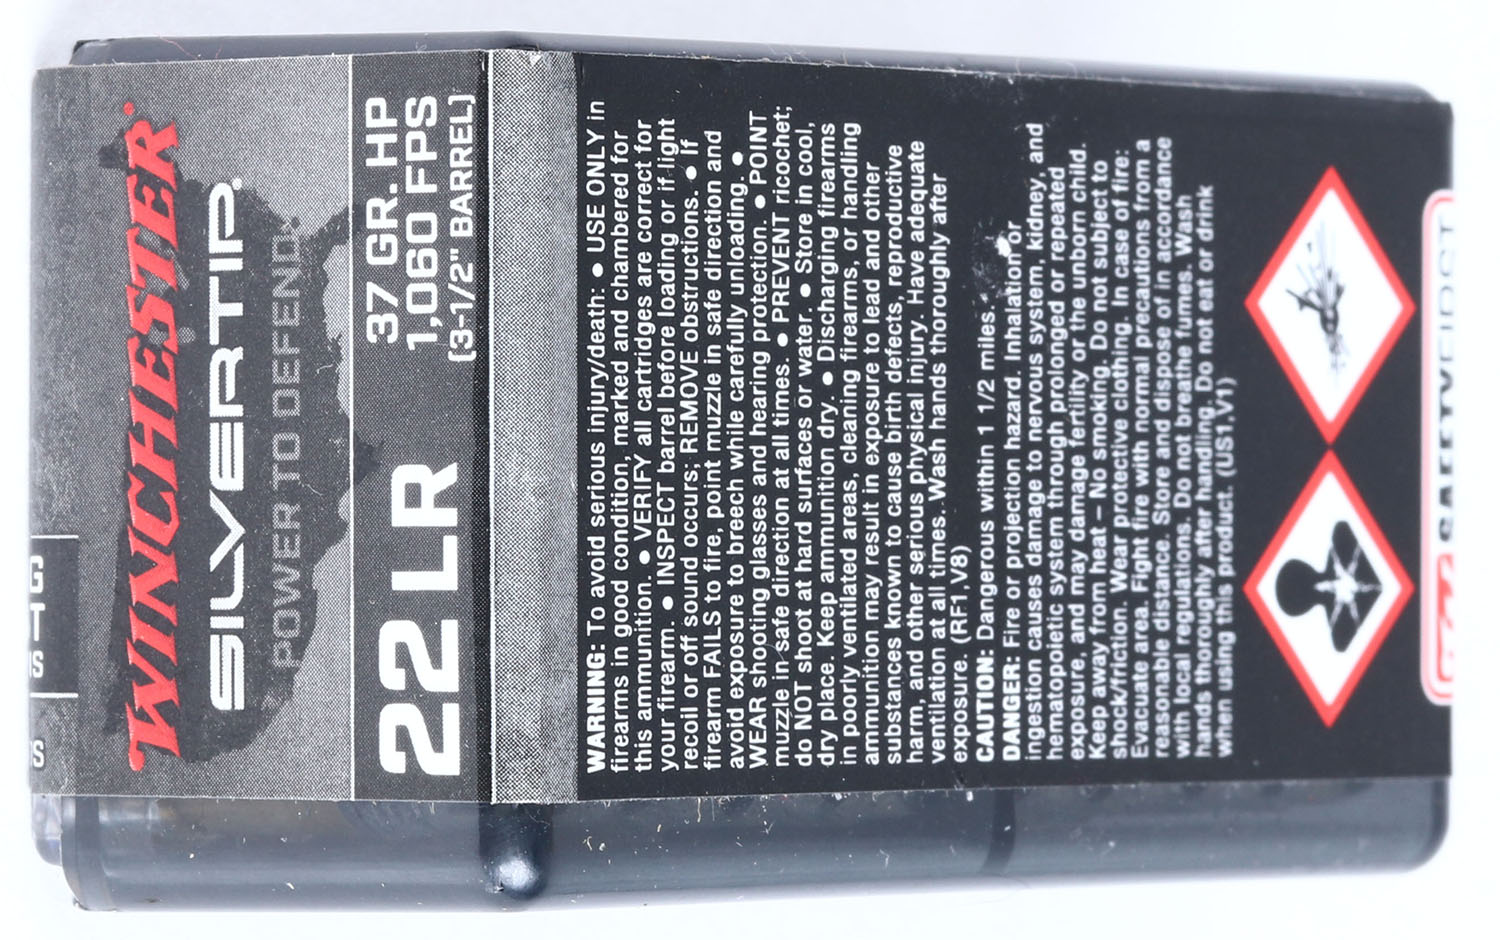 WINCHESTER
SILVERTIP
POWER TO DEFEND
22 LR
37 GR. HP
1,060 FPS
(3-1/2" BARREL)
G
T
IS
S
WARNING: To avoid serious injury/death: • USE ONLY in
firearms in good condition, marked and chambered for
this ammunition. • VERIFY all cartridges are correct for
your firearm. • INSPECT barrel before loading or if light
recoil or off sound occurs; REMOVE obstructions. • If
firearm FAILS to fire, point muzzle in safe direction and
avoid exposure to breech while carefully unloading. •
WEAR shooting glasses and hearing protection. • POINT
muzzle in safe direction at all times. • PREVENT ricochet;
do NOT shoot at hard surfaces or water. • Store in cool,
dry place. Keep ammunition dry. • Discharging firearms
in poorly ventilated areas, cleaning firearms, or handling
ammunition may result in exposure to lead and other
substances known to cause birth defects, reproductive
harm, and other serious physical injury. Have adequate
ventilation at all times. Wash hands thoroughly after
exposure. (RF1,V8)
CAUTION: Dangerous within 1 1/2 miles.
DANGER: Fire or projection hazard. Inhalation or
ingestion causes damage to nervous system, kidney, and
hematopoietic system through prolonged or repeated
exposure, and may damage fertility or the unborn child.
Keep away from heat – No smoking. Do not subject to
shock/friction. Wear protective clothing. In case of fire:
Evacuate area. Fight fire with normal precautions from a
reasonable distance. Store and dispose of in accordance
with local regulations. Do not breathe fumes. Wash
hands thoroughly after handling. Do not eat or drink
when using this product. (US1,V1)
SAFETYFIRST